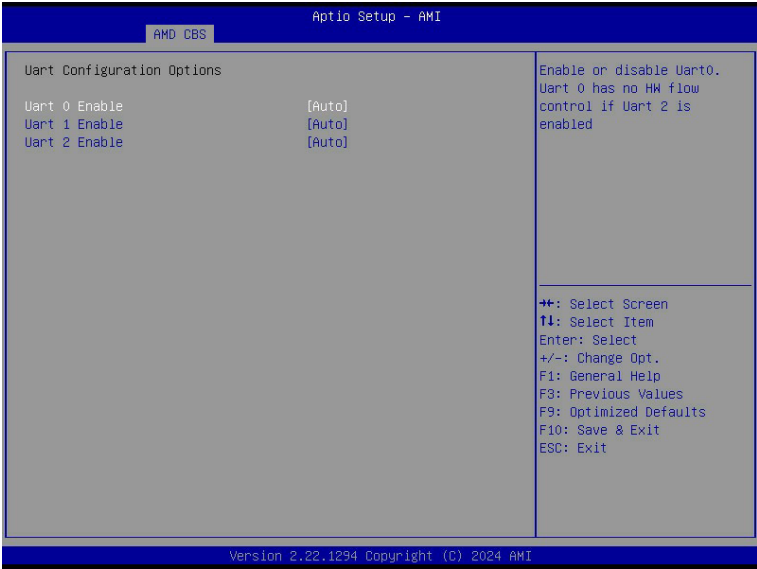 Aptio Setup - AMI
AMD CBS
Uart Configuration Options
Uart 0 Enable [Auto]
Uart 1 Enable [Auto]
Uart 2 Enable [Auto]
Enable or disable Uart0.
Uart 0 has no HW flow
control if Uart 2 is
enabled
→←: Select Screen
↑↓: Select Item
Enter: Select
+/-: Change Opt.
F1: General Help
F3: Previous Values
F9: Optimized Defaults
F10: Save & Exit
ESC: Exit
Version 2.22.1294 Copyright (C) 2024 AMI